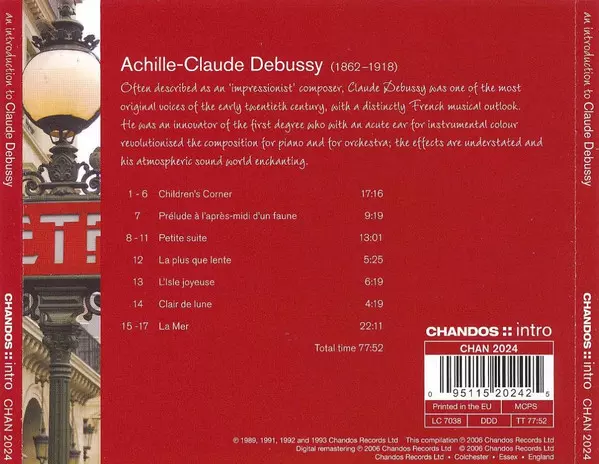 an introduction to Claude Debussy
CHANDOS :: intro CHAN 2024
ET
Achille-Claude Debussy (1862–1918)
Often described as an 'impressionist' composer, Claude Debussy was one of the most
original voices of the early twentieth century, with a distinctly French musical outlook.
He was an innovator of the first degree who with an acute ear for instrumental colour
revolutionised the composition for piano and for orchestra; the effects are understated and
his atmospheric sound world enchanting.
1 - 6 Children's Corner 17:16
7 Prélude à l'après-midi d'un faune 9:19
8 - 11 Petite suite 13:01
12 La plus que lente 5:25
13 L'Isle joyeuse 6:19
14 Clair de lune 4:19
15 - 17 La Mer 22:11
Total time 77:52
CHANDOS :: intro
CHAN 2024
0 95115 20242 5
Printed in the EU MCPS
LC 7038 DDD TT 77:52
℗ 1989, 1991, 1992 and 1993 Chandos Records Ltd This compilation ℗ 2006 Chandos Records Ltd
Digital remastering ℗ 2006 Chandos Records Ltd © 2006 Chandos Records Ltd
Chandos Records Ltd • Colchester • Essex • England
an introduction to Claude Debussy
CHANDOS :: intro CHAN 2024